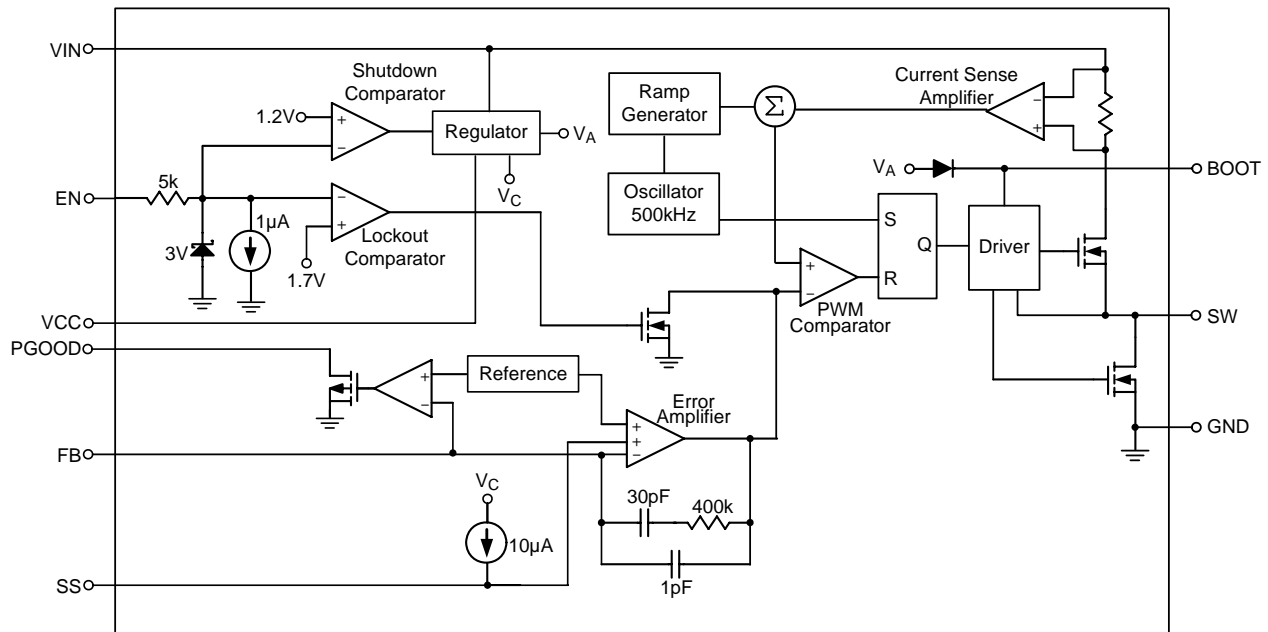 VIN
Shutdown
Comparator
1.2V
+
−
Regulator
VA
VC
Ramp
Generator
Σ
Current Sense
Amplifier
−
+
EN
5k
1µA
3V
−
+
Lockout
Comparator
1.7V
Oscillator
500kHz
VA
BOOT
S
Q
R
Driver
+
−
PWM
Comparator
VCC
SW
PGOOD
+
−
Reference
Error
Amplifier
+
+
−
GND
FB
VC
30pF
400k
10µA
1pF
SS